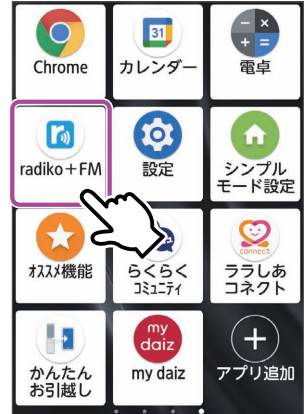 31
Chrome
カレンダー
電卓
radiko+FM
設定
シンプル
モード設定
オススメ機能
らくらく
コミュニティ
connect
ララしあ
コネクト
かんたん
お引越し
my
daiz
my daiz
アプリ追加